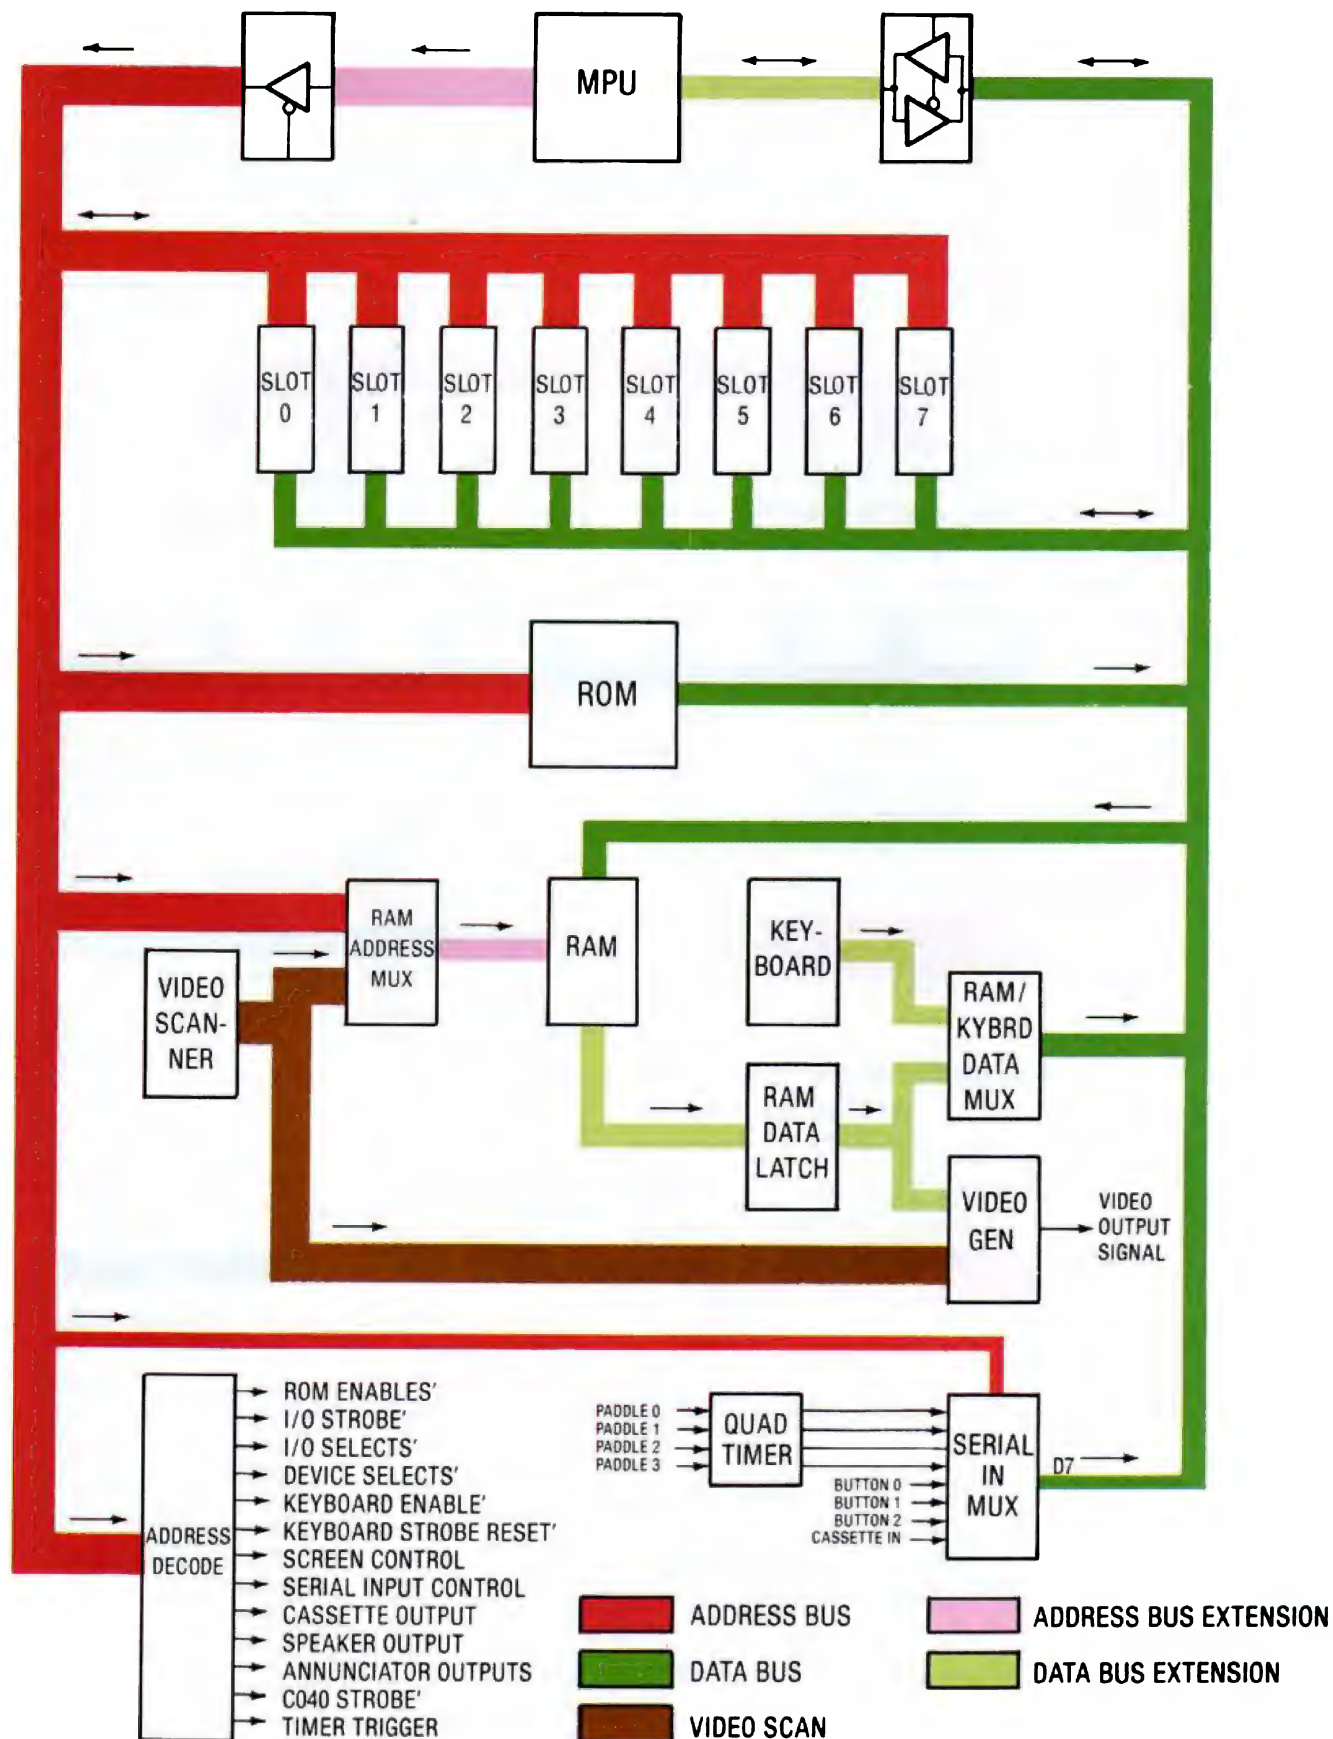 MPU
SLOT
0
SLOT
1
SLOT
2
SLOT
3
SLOT
4
SLOT
5
SLOT
6
SLOT
7
ROM
RAM
ADDRESS
MUX
RAM
KEY-
BOARD
VIDEO
SCAN-
NER
RAM/
KYBRD
DATA
MUX
RAM
DATA
LATCH
VIDEO
GEN
VIDEO
OUTPUT
SIGNAL
ADDRESS
DECODE
ROM ENABLES'
I/O STROBE'
I/O SELECTS'
DEVICE SELECTS'
KEYBOARD ENABLE'
KEYBOARD STROBE RESET'
SCREEN CONTROL
SERIAL INPUT CONTROL
CASSETTE OUTPUT
SPEAKER OUTPUT
ANNUNCIATOR OUTPUTS
C040 STROBE'
TIMER TRIGGER
PADDLE 0
PADDLE 1
PADDLE 2
PADDLE 3
QUAD
TIMER
BUTTON 0
BUTTON 1
BUTTON 2
CASSETTE IN
SERIAL
IN
MUX
D7
ADDRESS BUS
DATA BUS
VIDEO SCAN
ADDRESS BUS EXTENSION
DATA BUS EXTENSION